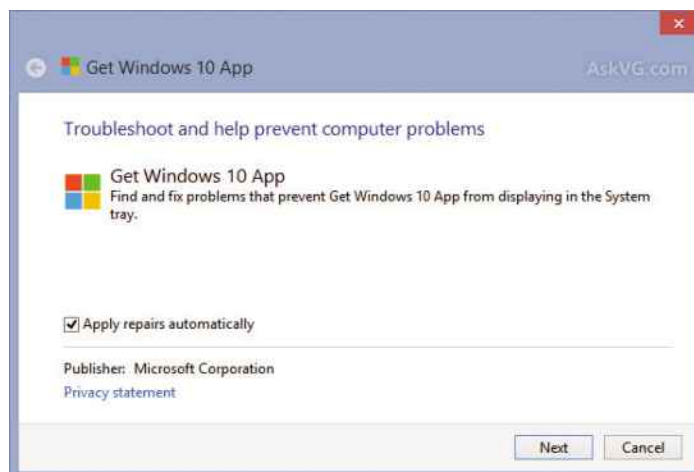 Get Windows 10 App
AskVG.com
Troubleshoot and help prevent computer problems
Get Windows 10 App
Find and fix problems that prevent Get Windows 10 App from displaying in the System
tray.
Apply repairs automatically
Publisher: Microsoft Corporation
Privacy statement
Next
Cancel